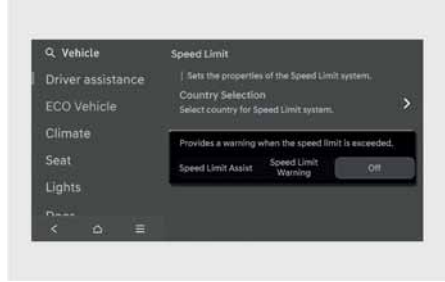 Vehicle
Driver assistance
ECO Vehicle
Climate
Seat
Lights
Speed Limit
Sets the properties of the Speed Limit system.
Country Selection
Select country for Speed Limit system.
Provides a warning when the speed limit is exceeded.
Speed Limit Assist
Speed Limit
Warning
Off